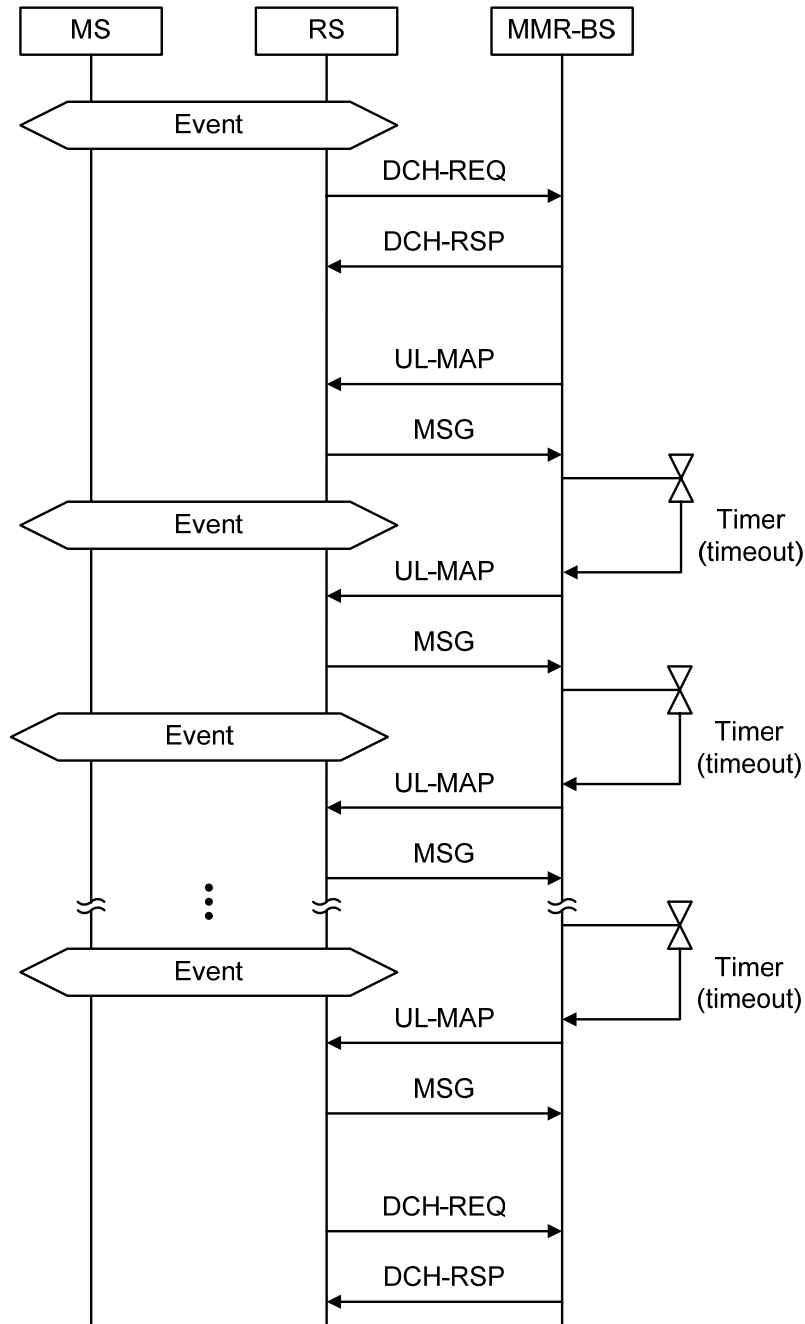 MS
RS
MMR-BS
Event
DCH-REQ
DCH-RSP
UL-MAP
MSG
Event
Timer
(timeout)
UL-MAP
MSG
Event
Timer
(timeout)
UL-MAP
MSG
Event
Timer
(timeout)
UL-MAP
MSG
DCH-REQ
DCH-RSP